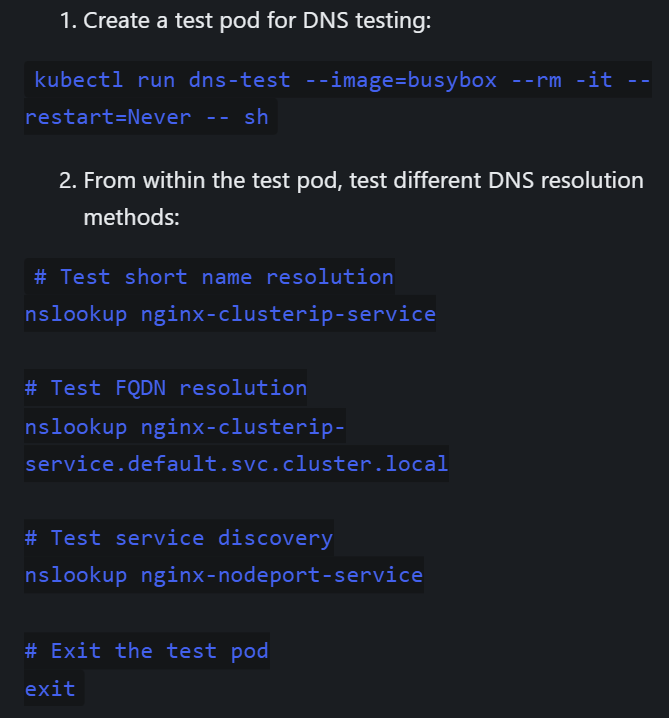 1. Create a test pod for DNS testing:
kubectl run dns-test --image=busybox --rm -it --
restart=Never -- sh
2. From within the test pod, test different DNS resolution
methods:
# Test short name resolution
nslookup nginx-clusterip-service
# Test FQDN resolution
nslookup nginx-clusterip-
service.default.svc.cluster.local
# Test service discovery
nslookup nginx-nodeport-service
# Exit the test pod
exit